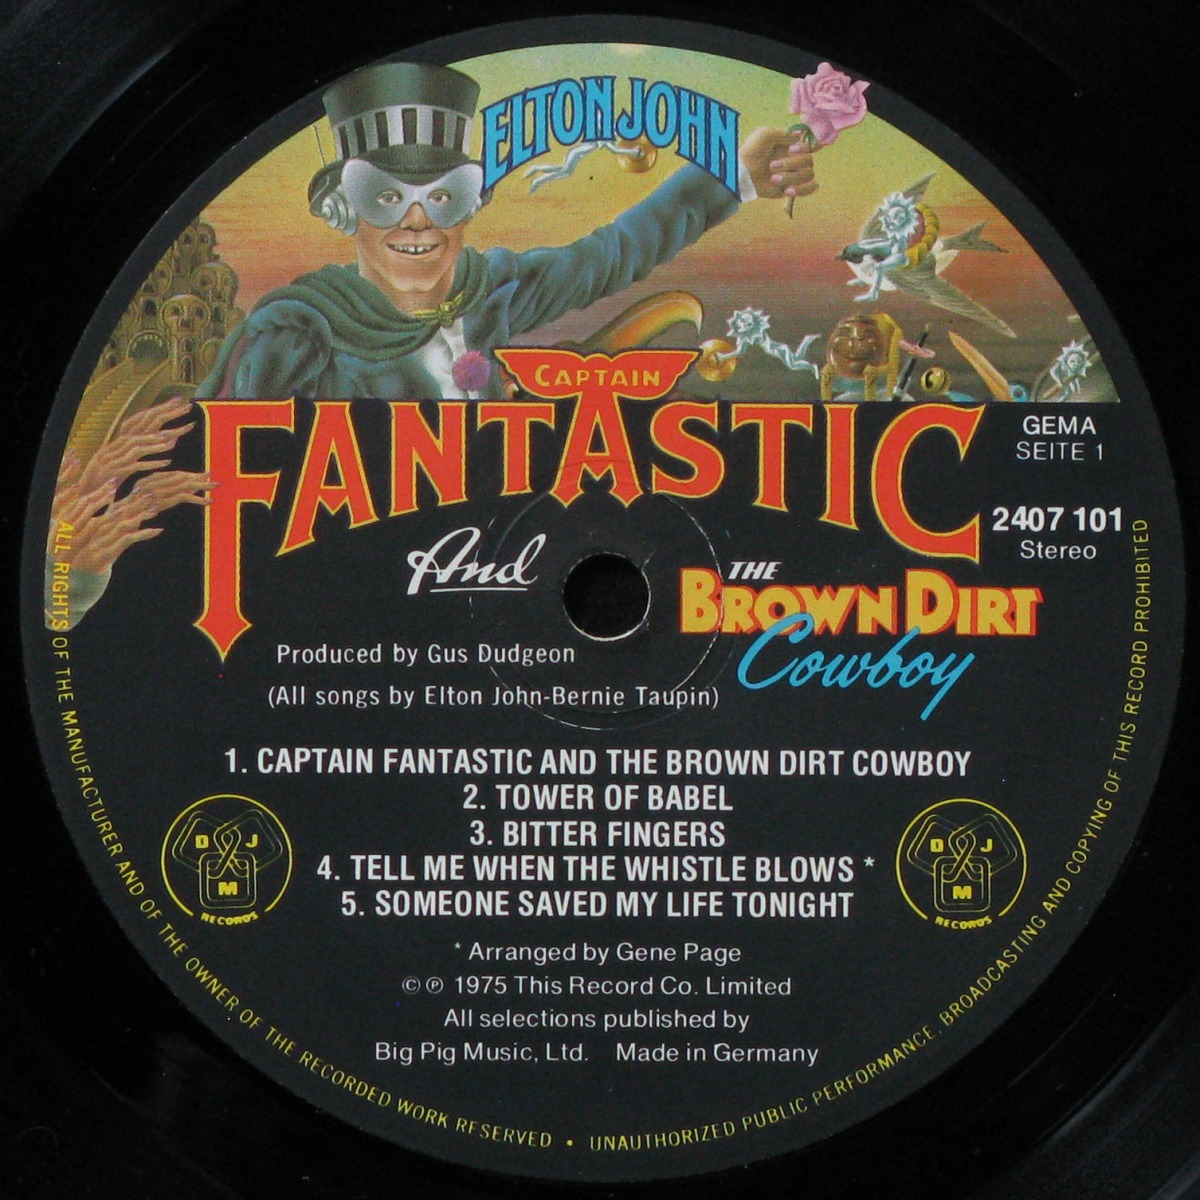 ELTON JOHN
CAPTAIN
FANTASTIC
And
THE
BROWN DIRT
Cowboy
GEMA
SEITE 1
2407 101
Stereo
Produced by Gus Dudgeon
(All songs by Elton John-Bernie Taupin)
1. CAPTAIN FANTASTIC AND THE BROWN DIRT COWBOY
2. TOWER OF BABEL
3. BITTER FINGERS
4. TELL ME WHEN THE WHISTLE BLOWS *
5. SOMEONE SAVED MY LIFE TONIGHT
D J
M
RECORDS
D J
M
RECORDS
* Arranged by Gene Page
© ℗ 1975 This Record Co. Limited
All selections published by
Big Pig Music, Ltd. Made in Germany
ALL RIGHTS OF THE MANUFACTURER AND OF THE OWNER OF THE RECORDED WORK RESERVED • UNAUTHORIZED PUBLIC PERFORMANCE, BROADCASTING AND COPYING OF THIS RECORD PROHIBITED